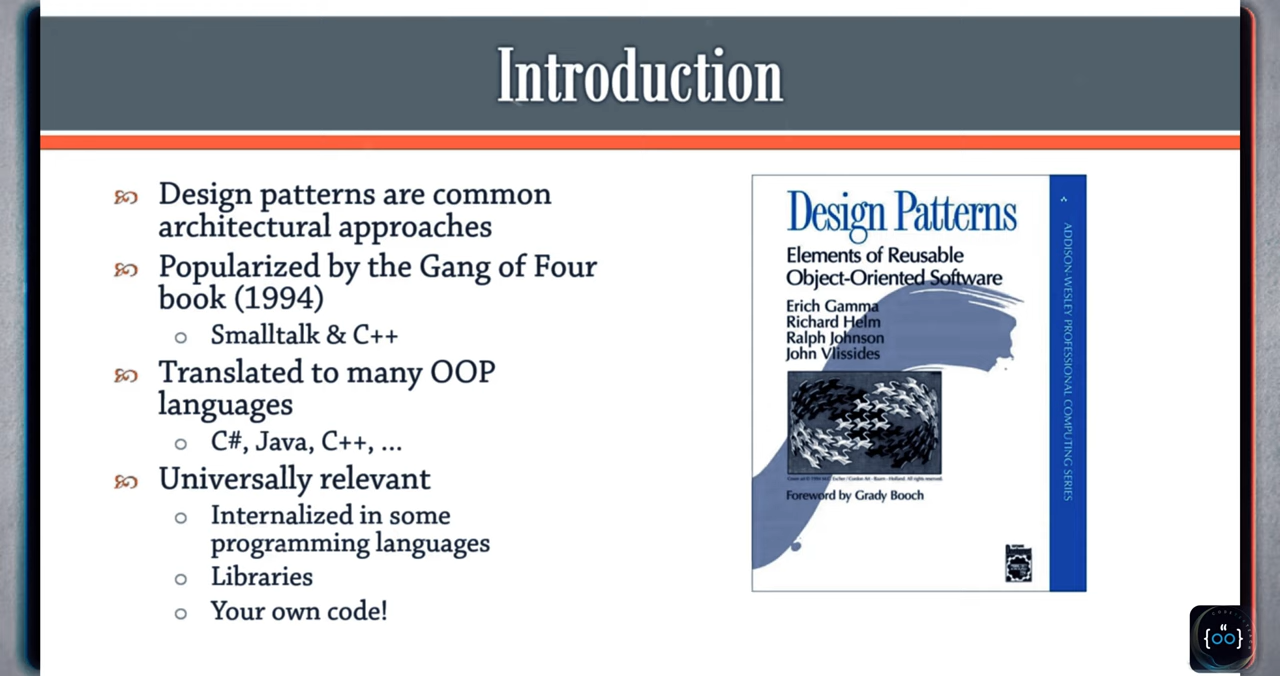 Introduction
Design patterns are common
architectural approaches
Popularized by the Gang of Four
book (1994)
Smalltalk & C++
Translated to many OOP
languages
C#, Java, C++, ...
Universally relevant
Internalized in some
programming languages
Libraries
Your own code!
Design Patterns
Elements of Reusable
Object-Oriented Software
Erich Gamma
Richard Helm
Ralph Johnson
John Vlissides
Foreword by Grady Booch
ADDISON-WESLEY PROFESSIONAL COMPUTING SERIES